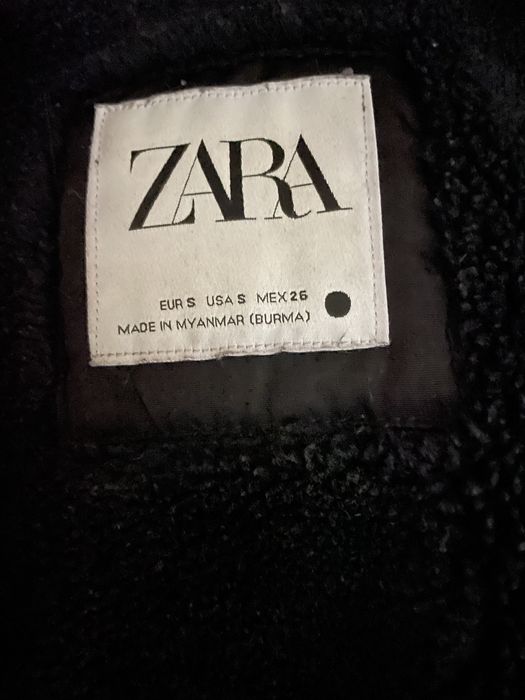 ZARA
EUR S USA S MEX 26
MADE IN MYANMAR (BURMA)